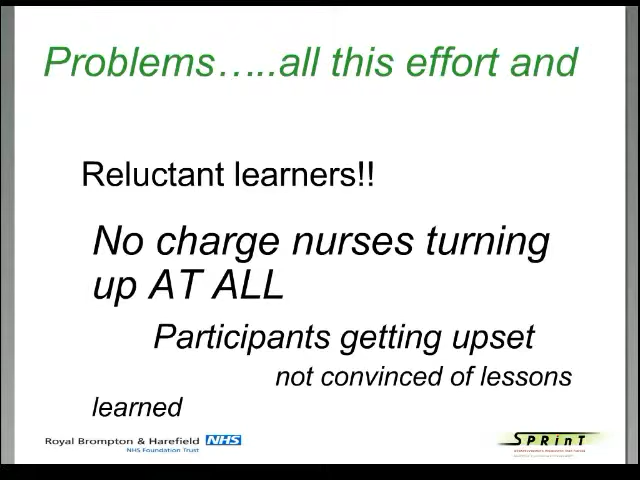 Problems…..all this effort and
Reluctant learners!!
No charge nurses turning
up AT ALL
Participants getting upset
not convinced of lessons
learned
Royal Brompton & Harefield NHS
NHS Foundation Trust
SPRinT